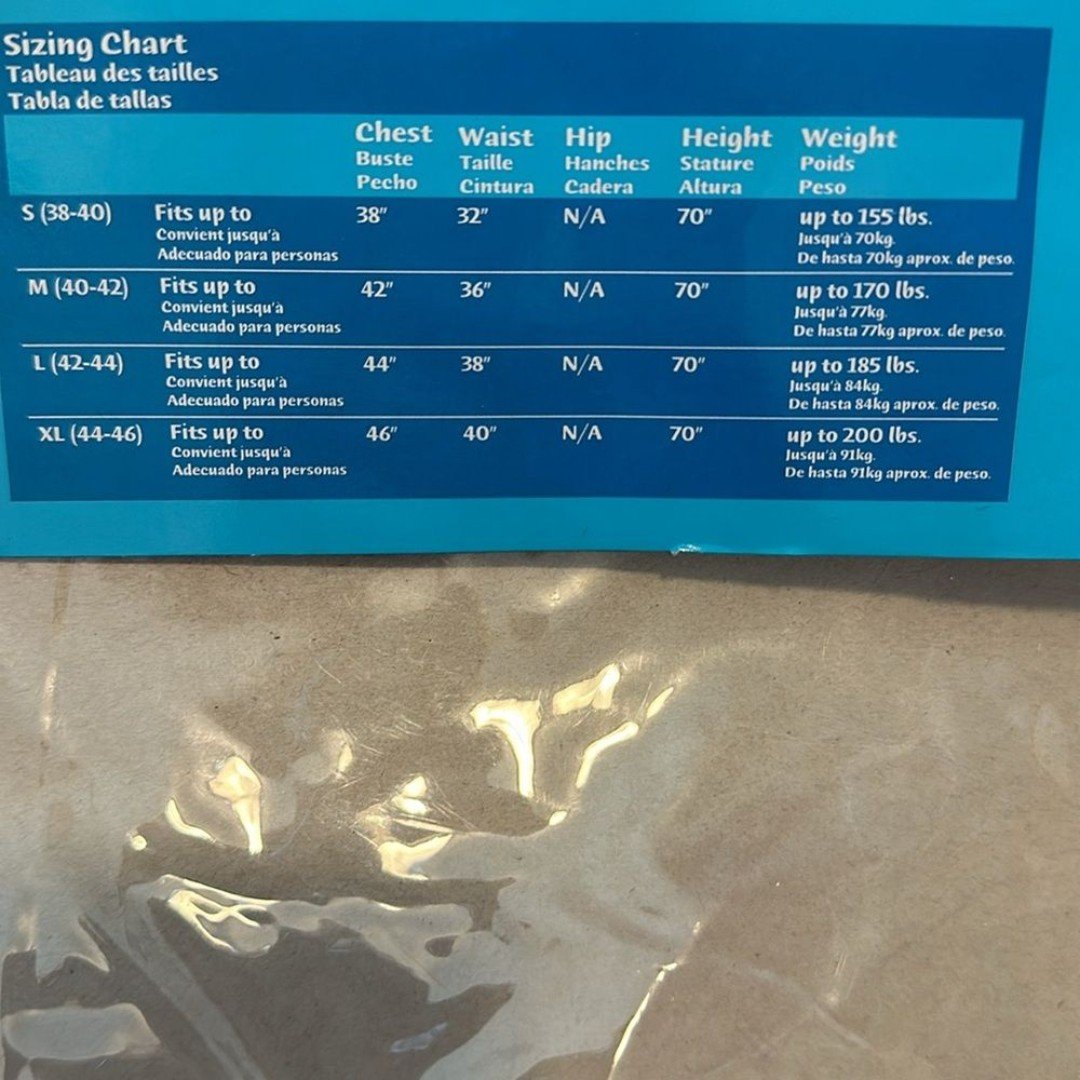 Sizing Chart
Tableau des tailles
Tabla de tallas
Chest Waist Hip Height Weight
Buste Taille Hanches Stature Poids
Pecho Cintura Cadera Altura Peso
S (38-40) Fits up to 38" 32" N/A 70" up to 155 lbs.
Convient jusqu'à Jusqu'à 70kg.
Adecuado para personas De hasta 70kg aprox. de peso.
M (40-42) Fits up to 42" 36" N/A 70" up to 170 lbs.
Convient jusqu'à Jusqu'à 77kg.
Adecuado para personas De hasta 77kg aprox. de peso.
L (42-44) Fits up to 44" 38" N/A 70" up to 185 lbs.
Convient jusqu'à Jusqu'à 84kg.
Adecuado para personas De hasta 84kg aprox. de peso.
XL (44-46) Fits up to 46" 40" N/A 70" up to 200 lbs.
Convient jusqu'à Jusqu'à 91kg.
Adecuado para personas De hasta 91kg aprox. de peso.